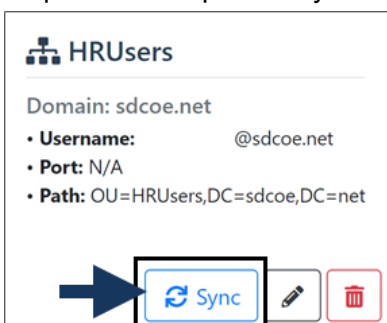 HRUsers
Domain: sdcoe.net
• Username: @sdcoe.net
• Port: N/A
• Path: OU=HRUsers,DC=sdcoe,DC=net
Sync